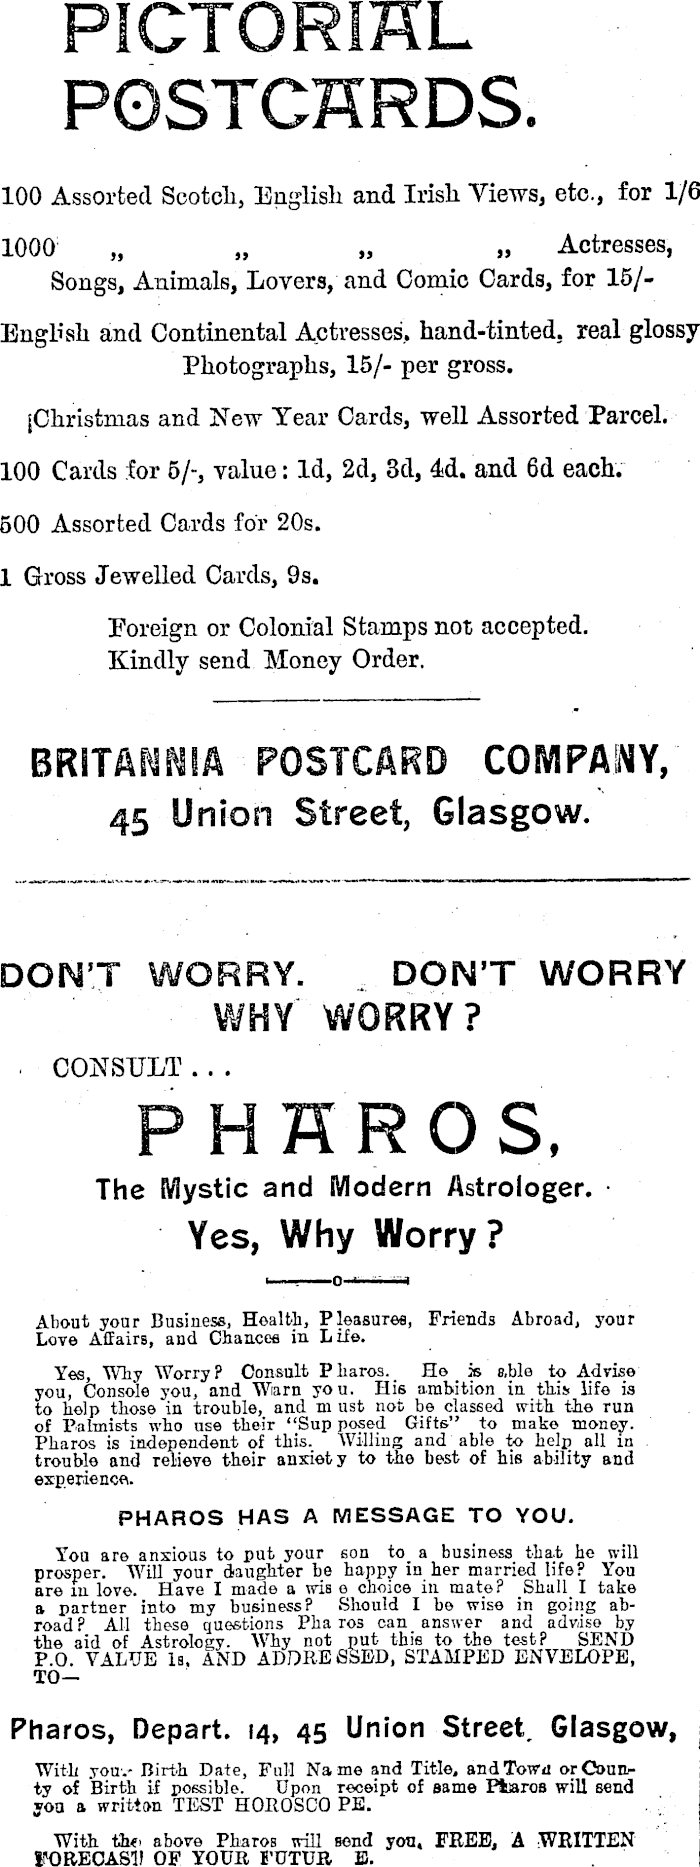 PICTORIAL
POSTCARDS.
100 Assorted Scotch, English and Irish Views, etc., for 1/6
1000 „ „ „ „ Actresses,
Songs, Animals, Lovers, and Comic Cards, for 15/-
English and Continental Actresses, hand-tinted, real glossy
Photographs, 15/- per gross.
Christmas and New Year Cards, well Assorted Parcel.
100 Cards for 5/-, value: 1d, 2d, 3d, 4d. and 6d each.
500 Assorted Cards for 20s.
1 Gross Jewelled Cards, 9s.
Foreign or Colonial Stamps not accepted.
Kindly send Money Order.
BRITANNIA POSTCARD COMPANY,
45 Union Street, Glasgow.
DON'T WORRY. DON'T WORRY
WHY WORRY?
CONSULT...
PHAROS,
The Mystic and Modern Astrologer.
Yes, Why Worry?
About your Business, Health, Pleasures, Friends Abroad, your
Love Affairs, and Chances in Life.
Yes, Why Worry? Consult Pharos. He is able to Advise
you, Console you, and Warn you. His ambition in this life is
to help those in trouble, and must not be classed with the run
of Palmists who use their "Supposed Gifts" to make money.
Pharos is independent of this. Willing and able to help all in
trouble and relieve their anxiety to the best of his ability and
experience.
PHAROS HAS A MESSAGE TO YOU.
You are anxious to put your son to a business that he will
prosper. Will your daughter be happy in her married life? You
are in love. Have I made a wise choice in mate? Shall I take
a partner into my business? Should I be wise in going ab-
road? All these questions Pharos can answer and advise by
the aid of Astrology. Why not put this to the test? SEND
P.O. VALUE 1s, AND ADDRESSED, STAMPED ENVELOPE,
TO—
Pharos, Depart. 14, 45 Union Street, Glasgow,
With your Birth Date, Full Name and Title, and Town or Coun-
ty of Birth if possible. Upon receipt of same Pharos will send
you a written TEST HOROSCOPE.
With the above Pharos will send you, FREE, A WRITTEN
FORECAST OF YOUR FUTURE.